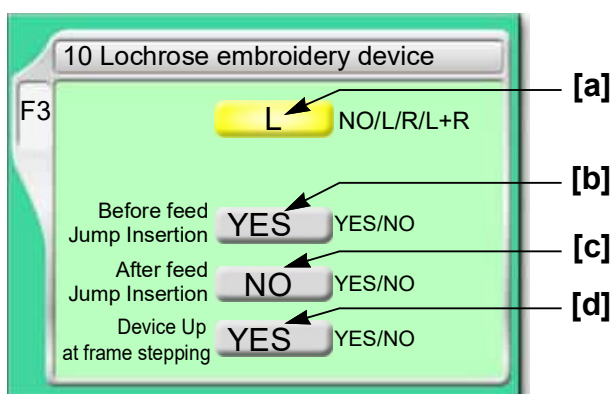 10 Lochrose embroidery device
[a]
F3
L NO/L/R/L+R
[b]
Before feed
Jump Insertion YES YES/NO
[c]
After feed
Jump Insertion NO YES/NO
[d]
Device Up
at frame stepping YES YES/NO